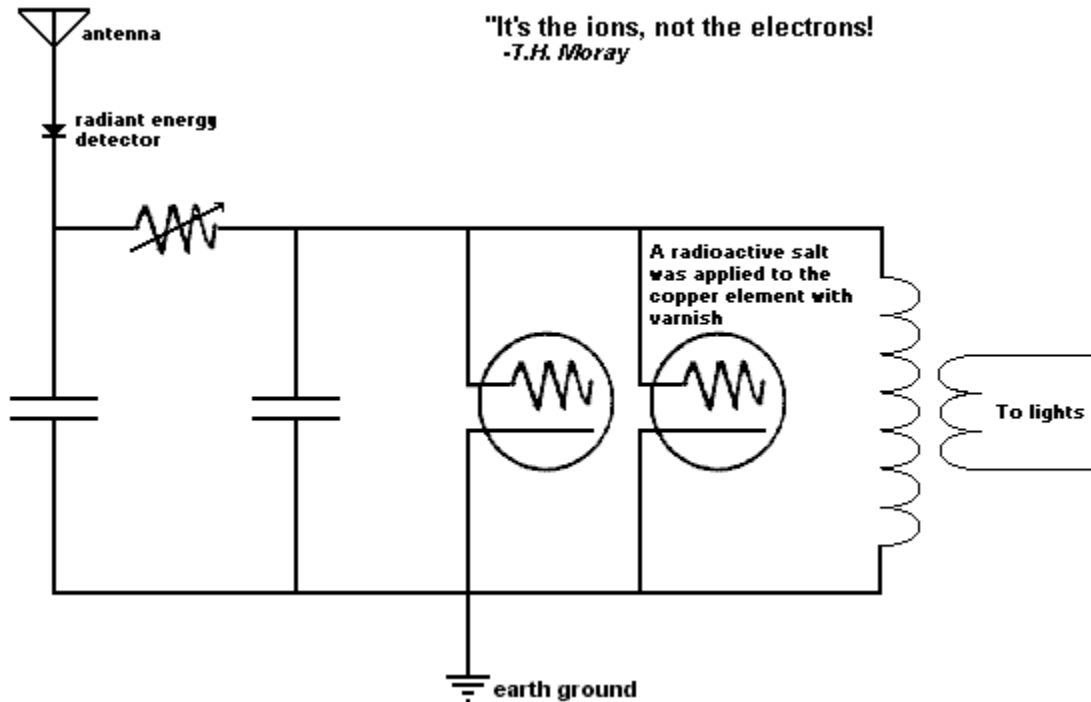 "It's the ions, not the electrons!
-T.H. Moray
antenna
radiant energy
detector
A radioactive salt
was applied to the
copper element with
varnish
To lights
earth ground